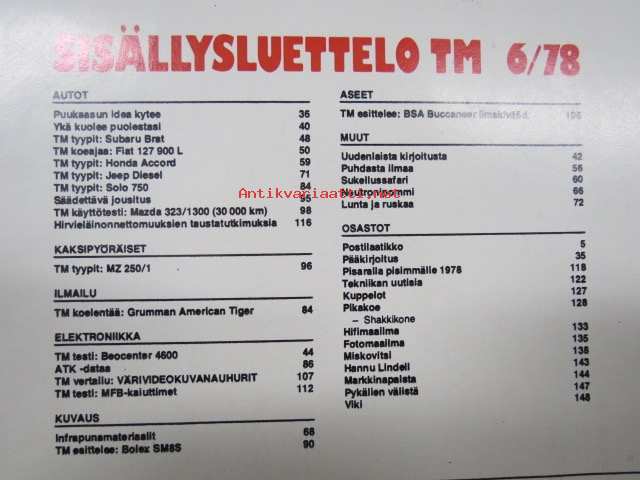 SISÄLLYSLUETTELO TM 6/78
AUTOT
Puukaasun idea kytee 36
Ykä kuolee puolestasi 40
TM tyypit: Subaru Brat 48
TM koeajaa: Fiat 127 900 L 50
TM tyypit: Honda Accord 59
TM tyypit: Jeep Diesel 71
TM tyypit: Solo 750 84
Säädettävä jousitus 95
TM käyttötesti: Mazda 323/1300 (30 000 km) 98
Hirvieläinonnettomuuksien taustatutkimuksia 116
KAKSIPYÖRÄISET
TM tyypit: MZ 250/1 96
ILMAILU
TM koelentää: Grumman American Tiger 84
ELEKTRONIIKKA
TM testi: Beocenter 4600 44
ATK -dataa 86
TM vertailu: VÄRIVIDEOKUVANAUHURIT 107
TM testi: MFB-kaiuttimet 112
KUVAUS
Infrapunamateriaalit 68
TM esittelee: Bolex SM8S 90
ASEET
TM esittelee: BSA Buccaneer ilmakivääri
MUUT
Uudenlaista kirjoitusta 42
Puhdasta ilmaa 56
Sukellussafari 60
Neutronipommi 66
Lunta ja ruskaa 72
OSASTOT
Postilaatikko 5
Pääkirjoitus 35
Pisaralla pisimmälle 1978 118
Tekniikan uutisia 122
Kuppelot 127
Pikakoe 128
– Shakkikone
Hifimaailma 133
Fotomaailma 135
Miskovitsi 138
Hannu Lindell 143
Markkinapalsta 144
Pykälien välistä 147
Viki 148
Antikvariaatti.net